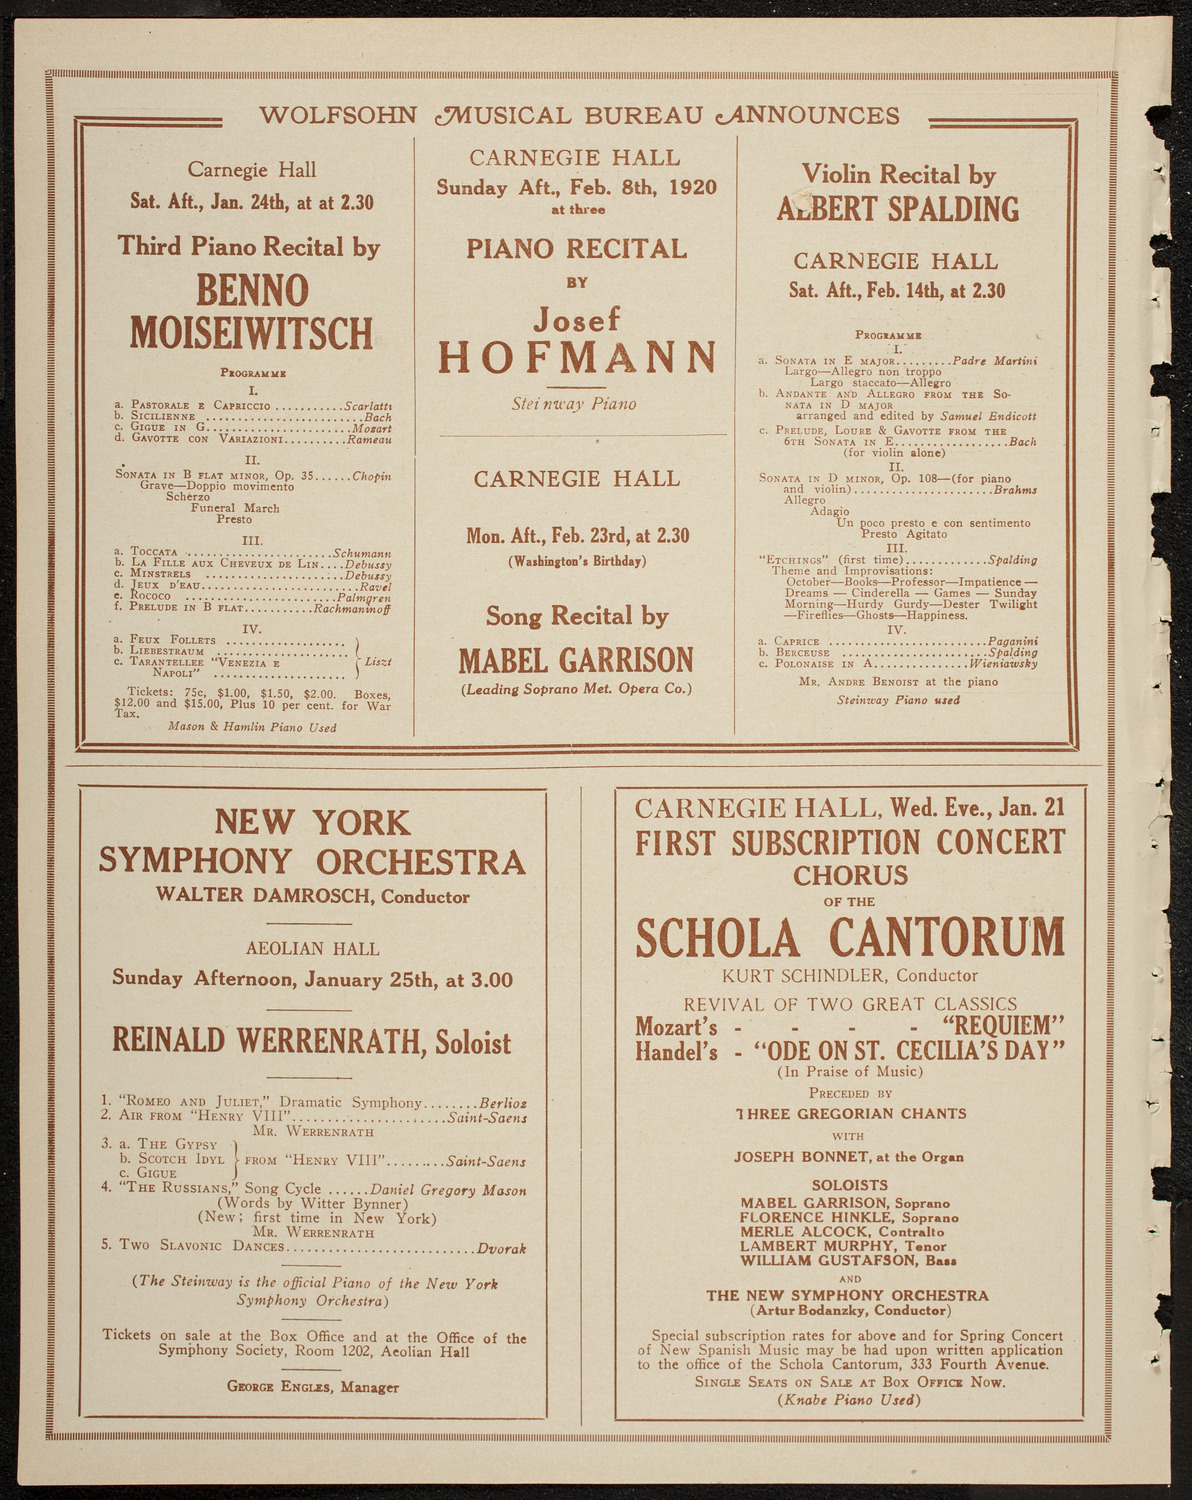 WOLFSOHN MUSICAL BUREAU ANNOUNCES
Carnegie Hall
Sat. Aft., Jan. 24th, at at 2.30
Third Piano Recital by
BENNO
MOISEIWITSCH
PROGRAMME
I.
a. PASTORALE E CAPRICCIO ...........Scarlatti
b. SICILIENNE ..........................Bach
c. GIGUE IN G........................Mozart
d. GAVOTTE CON VARIAZIONI..........Rameau
II.
SONATA IN B FLAT MINOR, Op. 35......Chopin
Grave—Doppio movimento
Scherzo
Funeral March
Presto
III.
a. TOCCATA .......................Schumann
b. LA FILLE AUX CHEVEUX DE LIN....Debussy
c. MINSTRELS ......................Debussy
d. JEUX D'EAU..........................Ravel
e. ROCOCO ........................Palmgren
f. PRELUDE IN B FLAT...........Rachmaninoff
IV.
a. FEUX FOLLETS ..................
b. LIEBESTRAUM ....................
c. TARANTELLEE "VENEZIA E
NAPOLI" .................... Liszt
Tickets: 75c, $1.00, $1.50, $2.00. Boxes,
$12.00 and $15.00, Plus 10 per cent. for War
Tax.
Mason & Hamlin Piano Used
CARNEGIE HALL
Sunday Aft., Feb. 8th, 1920
at three
PIANO RECITAL
BY
Josef
HOFMANN
Steinway Piano
CARNEGIE HALL
Mon. Aft., Feb. 23rd, at 2.30
(Washington's Birthday)
Song Recital by
MABEL GARRISON
(Leading Soprano Met. Opera Co.)
Violin Recital by
ALBERT SPALDING
CARNEGIE HALL
Sat. Aft., Feb. 14th, at 2.30
PROGRAMME
I.
a. SONATA IN E MAJOR.........Padre Martini
Largo—Allegro non troppo
Largo staccato—Allegro
b. ANDANTE AND ALLEGRO FROM THE SO-
NATA IN D MAJOR
arranged and edited by Samuel Endicott
c. PRELUDE, LOURE & GAVOTTE FROM THE
6TH SONATA IN E.................Bach
(for violin alone)
II.
SONATA IN D MINOR, Op. 108—(for piano
and violin).....................Brahms
Allegro
Adagio
Un poco presto e con sentimento
Presto Agitato
III.
"ETCHINGS" (first time).............Spalding
Theme and Improvisations:
October—Books—Professor—Impatience—
Dreams — Cinderella — Games — Sunday
Morning—Hurdy Gurdy—Dester Twilight
—Fireflies—Ghosts—Happiness.
IV.
a. CAPRICE ........................Paganini
b. BERCEUSE ......................Spalding
c. POLONAISE IN A..............Wieniawsky
MR. ANDRE BENOIST at the piano
Steinway Piano used
NEW YORK
SYMPHONY ORCHESTRA
WALTER DAMROSCH, Conductor
AEOLIAN HALL
Sunday Afternoon, January 25th, at 3.00
REINALD WERRENRATH, Soloist
1. "ROMEO AND JULIET," Dramatic Symphony........Berlioz
2. AIR FROM "HENRY VIII"......................Saint-Saens
MR. WERRENRATH
3. a. THE GYPSY
b. SCOTCH IDYL FROM "HENRY VIII".........Saint-Saens
c. GIGUE
4. "THE RUSSIANS," Song Cycle ......Daniel Gregory Mason
(Words by Witter Bynner)
(New; first time in New York)
MR. WERRENRATH
5. TWO SLAVONIC DANCES...........................Dvorak
(The Steinway is the official Piano of the New York
Symphony Orchestra)
Tickets on sale at the Box Office and at the Office of the
Symphony Society, Room 1202, Aeolian Hall
GEORGE ENGLES, Manager
CARNEGIE HALL, Wed. Eve., Jan. 21
FIRST SUBSCRIPTION CONCERT
CHORUS
OF THE
SCHOLA CANTORUM
KURT SCHINDLER, Conductor
REVIVAL OF TWO GREAT CLASSICS
Mozart's - - - - "REQUIEM"
Handel's - "ODE ON ST. CECILIA'S DAY"
(In Praise of Music)
PRECEDED BY
THREE GREGORIAN CHANTS
WITH
JOSEPH BONNET, at the Organ
SOLOISTS
MABEL GARRISON, Soprano
FLORENCE HINKLE, Soprano
MERLE ALCOCK, Contralto
LAMBERT MURPHY, Tenor
WILLIAM GUSTAFSON, Bass
AND
THE NEW SYMPHONY ORCHESTRA
(Artur Bodanzky, Conductor)
Special subscription rates for above and for Spring Concert
of New Spanish Music may be had upon written application
to the office of the Schola Cantorum, 333 Fourth Avenue.
SINGLE SEATS ON SALE AT BOX OFFICE NOW.
(Knabe Piano Used)